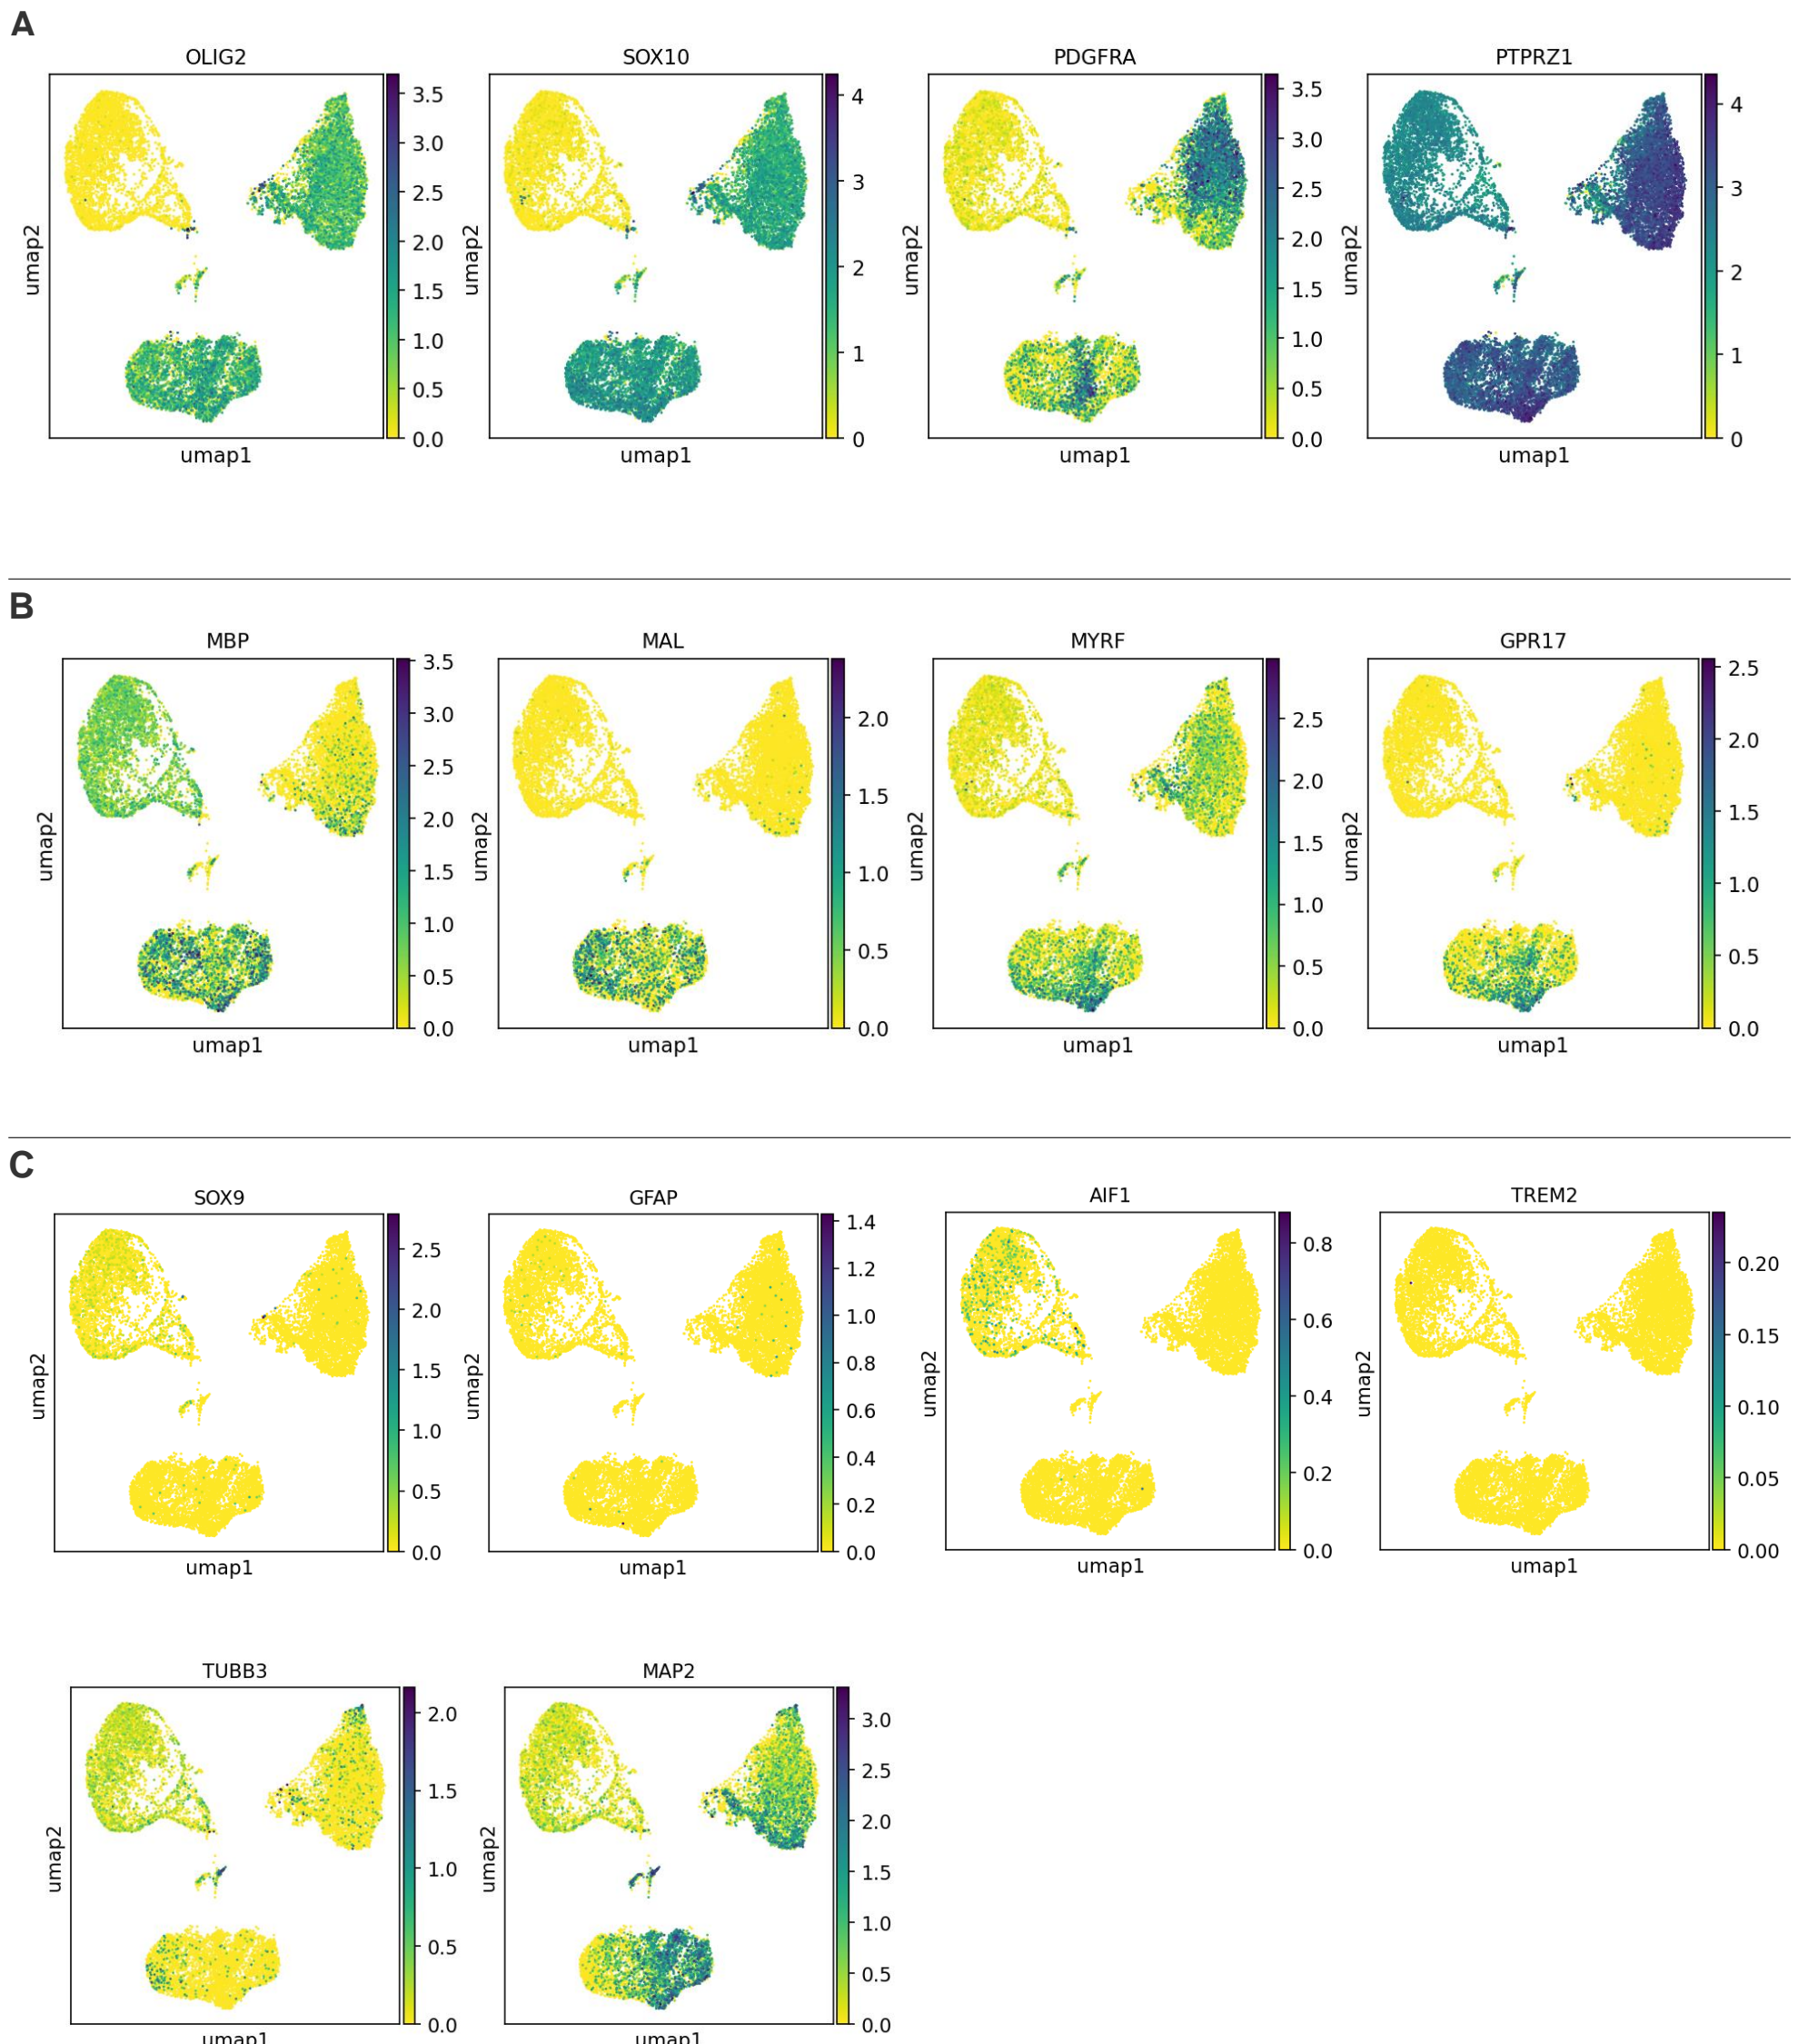 A
OLIG2 SOX10 PDGFRA PTPRZ1
3.5 3.0 2.5 2.0 1.5 1.0 0.5 0.0
4 3 2 1 0
3.5 3.0 2.5 2.0 1.5 1.0 0.5 0.0
4 3 2 1 0
umap2 umap2 umap2 umap2
umap1 umap1 umap1 umap1
B
MBP MAL MYRF GPR17
3.5 3.0 2.5 2.0 1.5 1.0 0.5 0.0
2.0 1.5 1.0 0.5 0.0
2.5 2.0 1.5 1.0 0.5 0.0
2.5 2.0 1.5 1.0 0.5 0.0
umap2 umap2 umap2 umap2
umap1 umap1 umap1 umap1
C
SOX9 GFAP AIF1 TREM2
2.5 2.0 1.5 1.0 0.5 0.0
1.4 1.2 1.0 0.8 0.6 0.4 0.2 0.0
0.8 0.6 0.4 0.2 0.0
0.20 0.15 0.10 0.05 0.00
umap2 umap2 umap2 umap2
umap1 umap1 umap1 umap1
TUBB3 MAP2
2.0 1.5 1.0 0.5 0.0
3.0 2.5 2.0 1.5 1.0 0.5 0.0
umap2 umap2
umap1 umap1